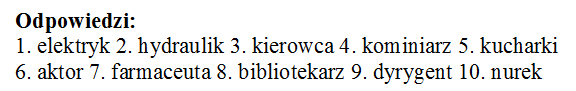 Odpowiedzi:
1. elektryk 2. hydraulik 3. kierowca 4. kominiarz 5. kucharki
6. aktor 7. farmaceuta 8. bibliotekarz 9. dyrygent 10. nurek